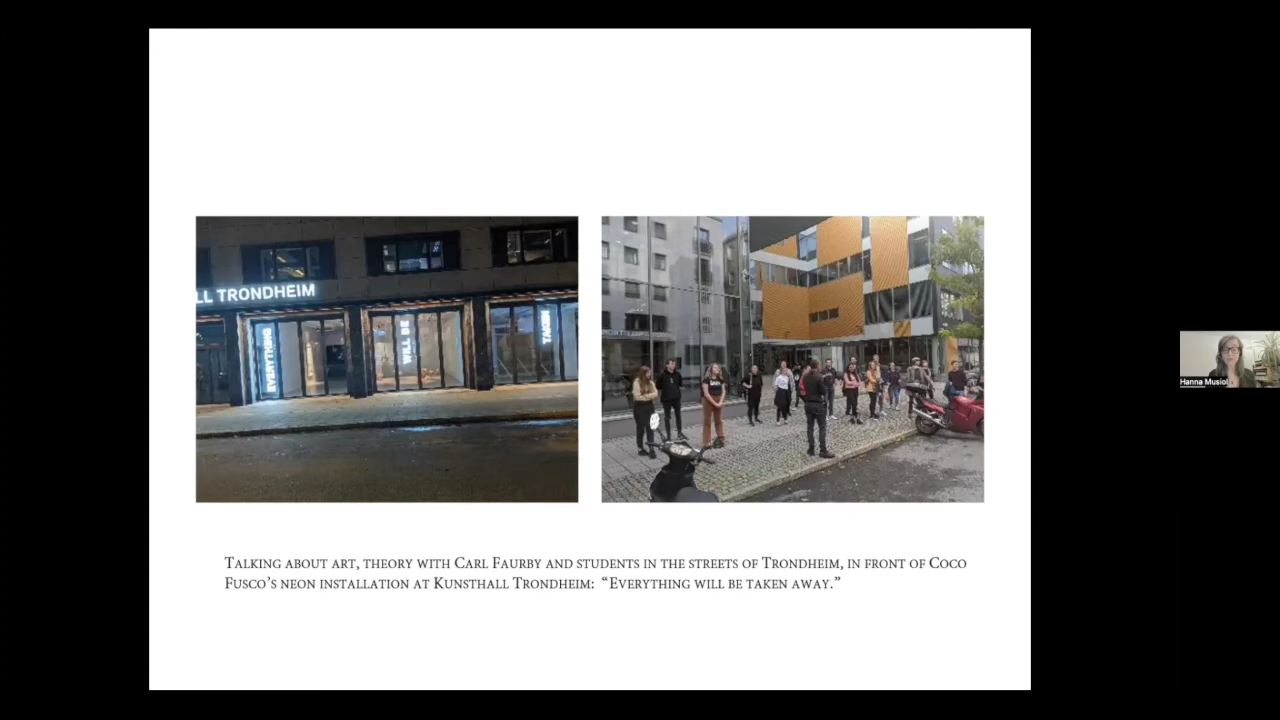 LL TRONDHEIM
EVERYTHING
WILL BE
TAKEN
Hanna Musiol
Talking about art, theory with Carl Faurby and students in the streets of Trondheim, in front of Coco
Fusco's neon installation at Kunsthall Trondheim: “Everything will be taken away.”